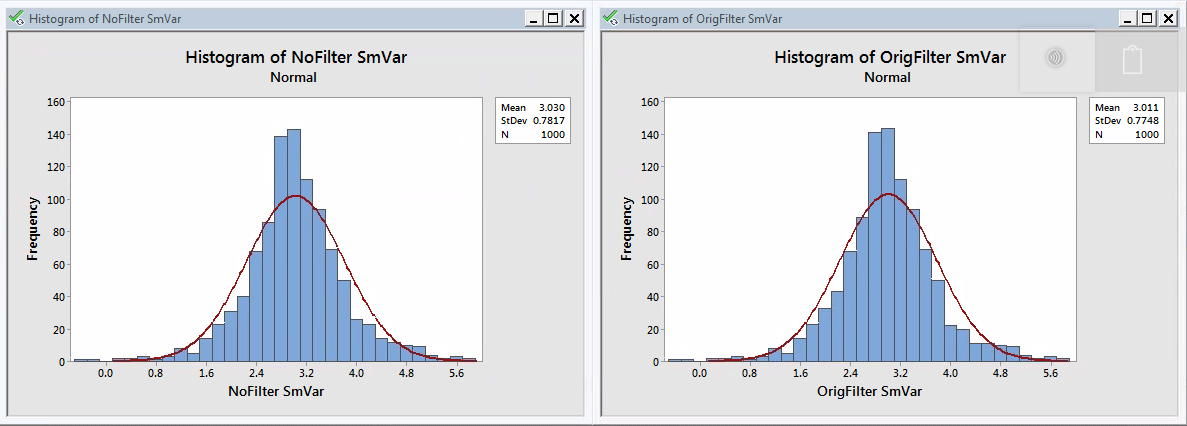 Histogram of NoFilter SmVar
Histogram of NoFilter SmVar
Normal
Mean 3.030
StDev 0.7817
N 1000
160
140
120
100
80
60
40
20
0
Frequency
0.0 0.8 1.6 2.4 3.2 4.0 4.8 5.6
NoFilter SmVar
Histogram of OrigFilter SmVar
Histogram of OrigFilter SmVar
Normal
Mean 3.011
StDev 0.7748
N 1000
160
140
120
100
80
60
40
20
0
Frequency
0.0 0.8 1.6 2.4 3.2 4.0 4.8 5.6
OrigFilter SmVar